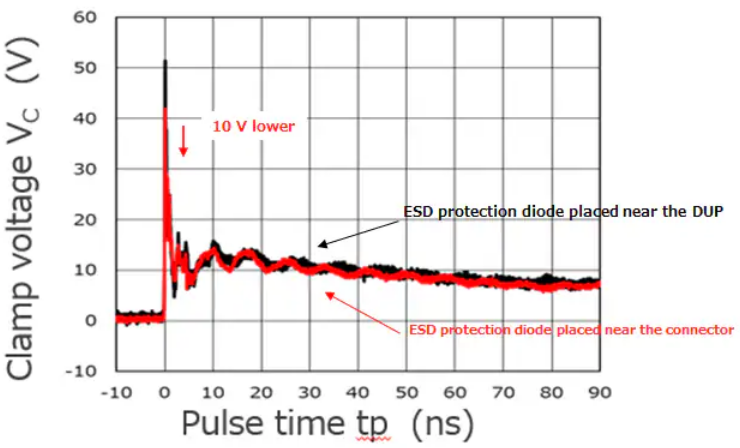 60
50
40
30
20
10
0
-10
Clamp voltage VC (V)
10 V lower
ESD protection diode placed near the DUP
ESD protection diode placed near the connector
-10 0 10 20 30 40 50 60 70 80 90
Pulse time tp (ns)